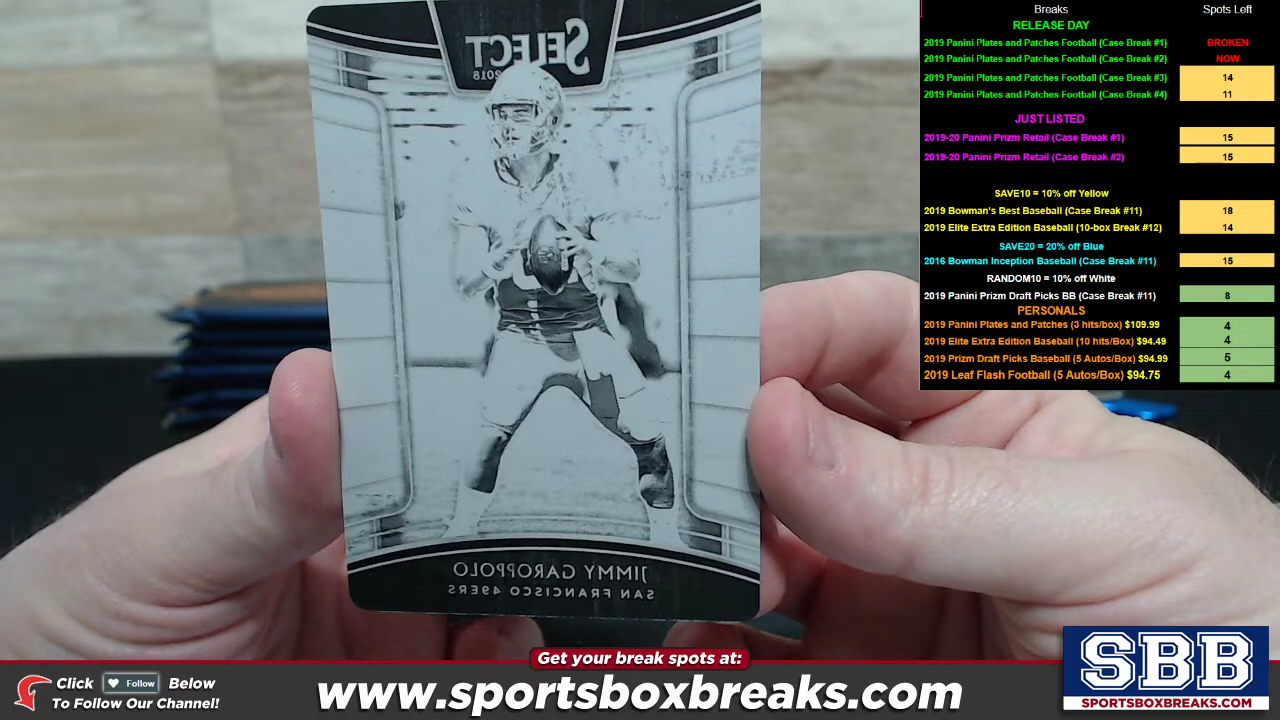 SELECT
2018
JIMMY GAROPPOLO
SAN FRANCISCO 49ERS
Breaks Spots Left
RELEASE DAY
2019 Panini Plates and Patches Football (Case Break #1) BROKEN
2019 Panini Plates and Patches Football (Case Break #2) NOW
2019 Panini Plates and Patches Football (Case Break #3) 14
2019 Panini Plates and Patches Football (Case Break #4) 11
JUST LISTED
2019-20 Panini Prizm Retail (Case Break #1) 15
2019-20 Panini Prizm Retail (Case Break #2) 15
SAVE10 = 10% off Yellow
2019 Bowman's Best Baseball (Case Break #11) 18
2019 Elite Extra Edition Baseball (10-box Break #12) 14
SAVE20 = 20% off Blue
2016 Bowman Inception Baseball (Case Break #11) 15
RANDOM10 = 10% off White
2019 Panini Prizm Draft Picks BB (Case Break #11) 8
PERSONALS
2019 Panini Plates and Patches (3 hits/box) $109.99 4
2019 Elite Extra Edition Baseball (10 hits/Box) $94.49 4
2019 Prizm Draft Picks Baseball (5 Autos/Box) $94.99 5
2019 Leaf Flash Football (5 Autos/Box) $94.75 4
Get your break spots at:
Click Follow Below
To Follow Our Channel!
www.sportsboxbreaks.com
SBB
SPORTSBOXBREAKS.COM